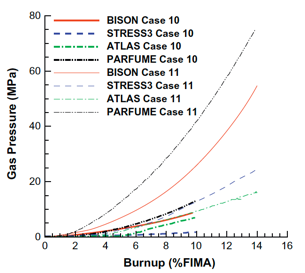 80
60
40
20
0
Gas Pressure (MPa)
BISON Case 10
STRESS3 Case 10
ATLAS Case 10
PARFUME Case 10
BISON Case 11
STRESS3 Case 11
ATLAS Case 11
PARFUME Case 11
0 2 4 6 8 10 12 14 16
Burnup (%FIMA)